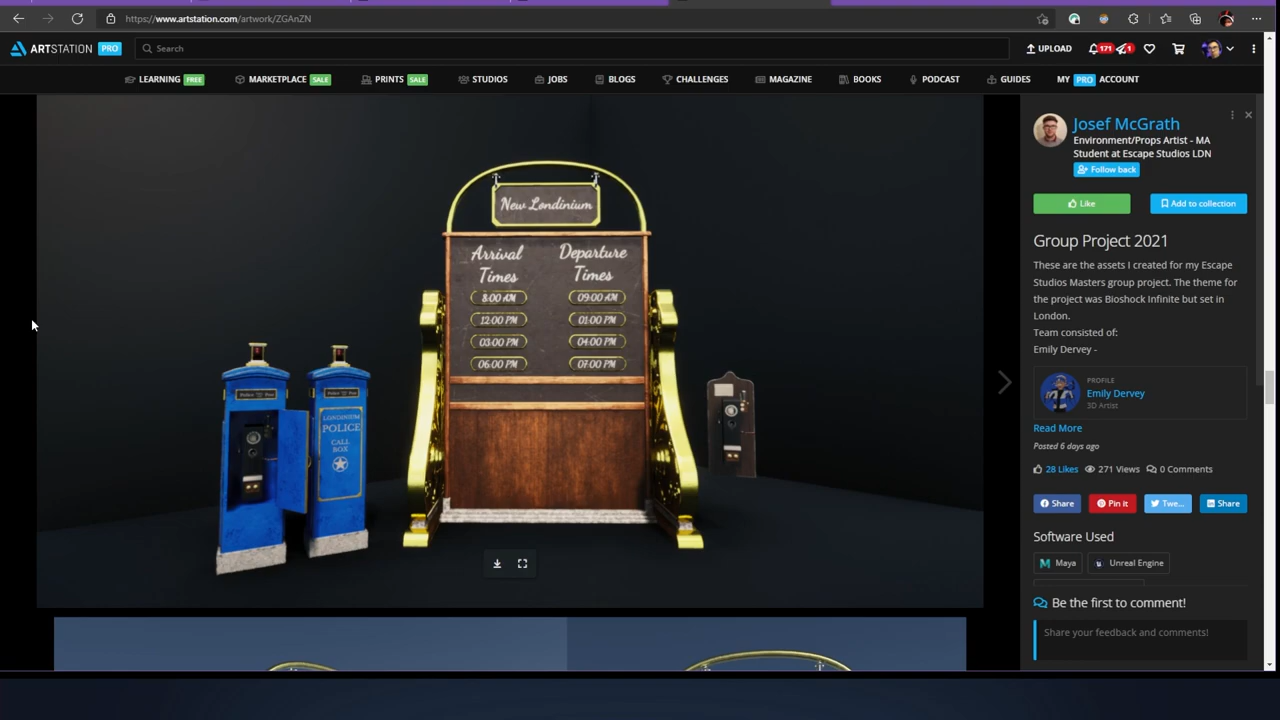 https://www.artstation.com/artwork/ZGAnZN
ARTSTATION PRO
Search
UPLOAD
171
1
LEARNING FREE
MARKETPLACE SALE
PRINTS SALE
STUDIOS
JOBS
BLOGS
CHALLENGES
MAGAZINE
BOOKS
PODCAST
GUIDES
MY PRO ACCOUNT
New Londinium
Arrival
Times
8:00 AM
12:00 PM
03:00 PM
06:00 PM
Departure
Times
09:00 AM
01:00 PM
04:00 PM
07:00 PM
LONDINIUM
POLICE
CALL
BOX
Josef McGrath
Environment/Props Artist - MA
Student at Escape Studios LDN
Follow back
Like
Add to collection
Group Project 2021
These are the assets I created for my Escape
Studios Masters group project. The theme for
the project was Bioshock Infinite but set in
London.
Team consisted of:
Emily Dervey -
PROFILE
Emily Dervey
3D Artist
Read More
Posted 6 days ago
28 Likes
271 Views
0 Comments
Share
Pin it
Twe...
Share
Software Used
Maya
Unreal Engine
Be the first to comment!
Share your feedback and comments!